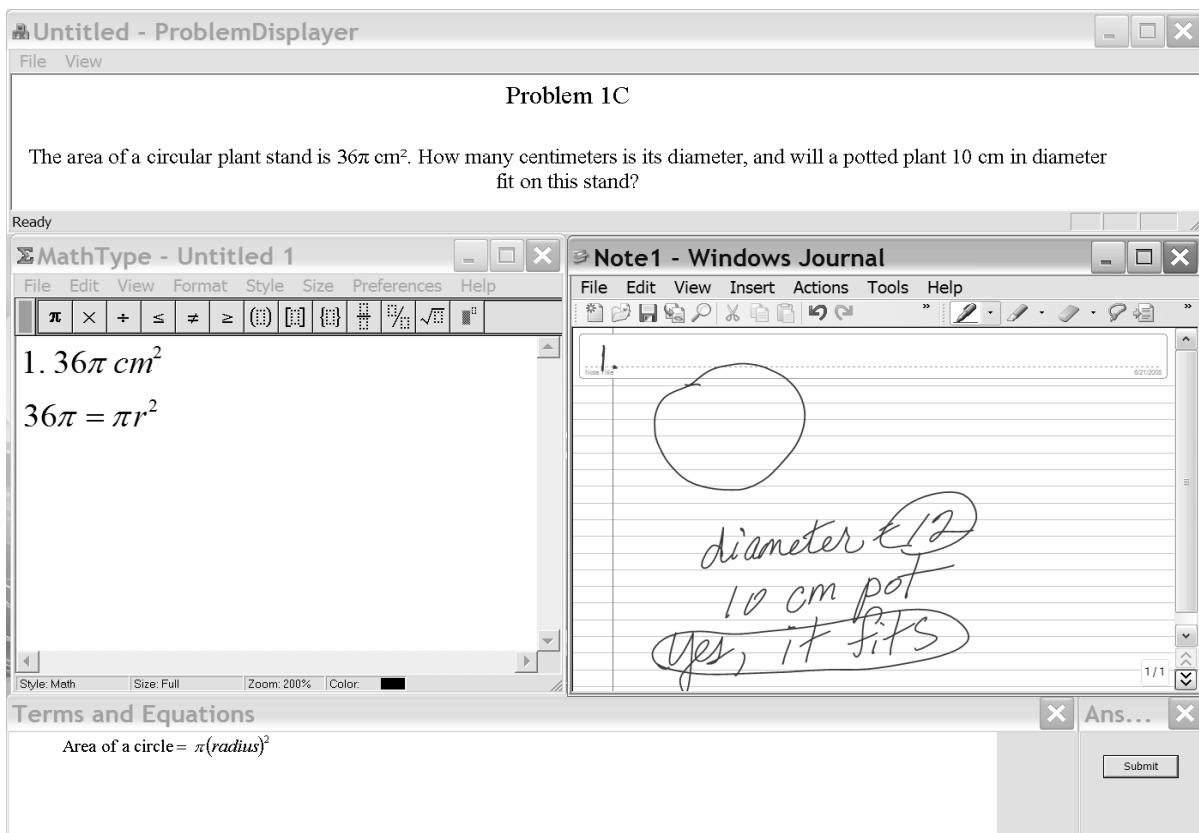 Untitled - ProblemDisplayer
File View
Problem 1C
The area of a circular plant stand is 36π cm². How many centimeters is its diameter, and will a potted plant 10 cm in diameter
fit on this stand?
Ready
MathType - Untitled 1
File Edit View Format Style Size Preferences Help
π × ÷ ≤ ≠ ≥
1. 36π cm²
36π = πr²
Style: Math Size: Full Zoom: 200% Color:
Note1 - Windows Journal
File Edit View Insert Actions Tools Help
1.
Note Title
diameter = 12
10 cm pot
yes, it fits
1/1
Terms and Equations
Area of a circle = π(radius)²
Ans...
Submit